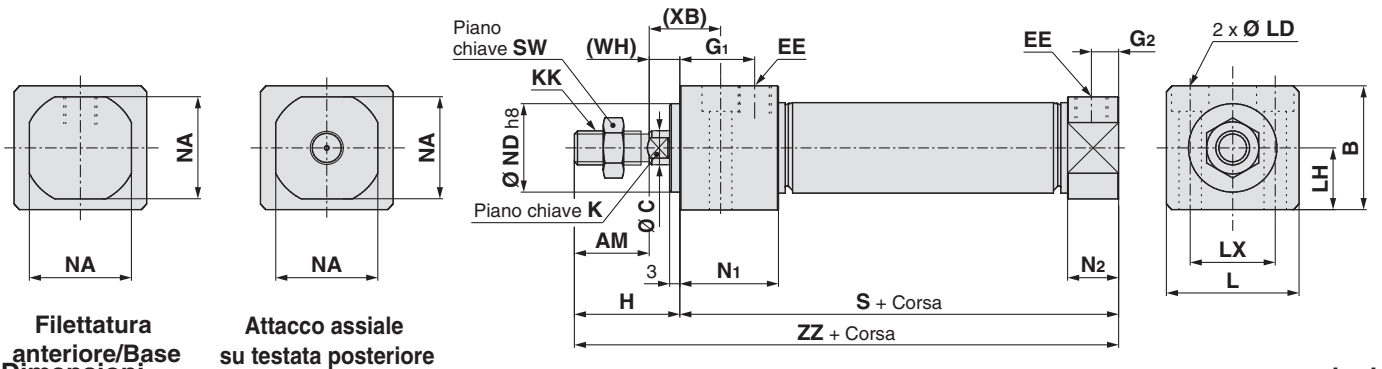 Piano
chiave SW
(XB)
(WH)
G1
EE
EE
G2
2 x Ø LD
KK
NA
NA
Ø ND h8
B
LH
Piano chiave K
Ø C
AM
LX
NA
NA
3
N1
N2
L
H
S + Corsa
ZZ + Corsa
Filettatura
anteriore/Base
Attacco assiale
su testata posteriore
Dimensioni